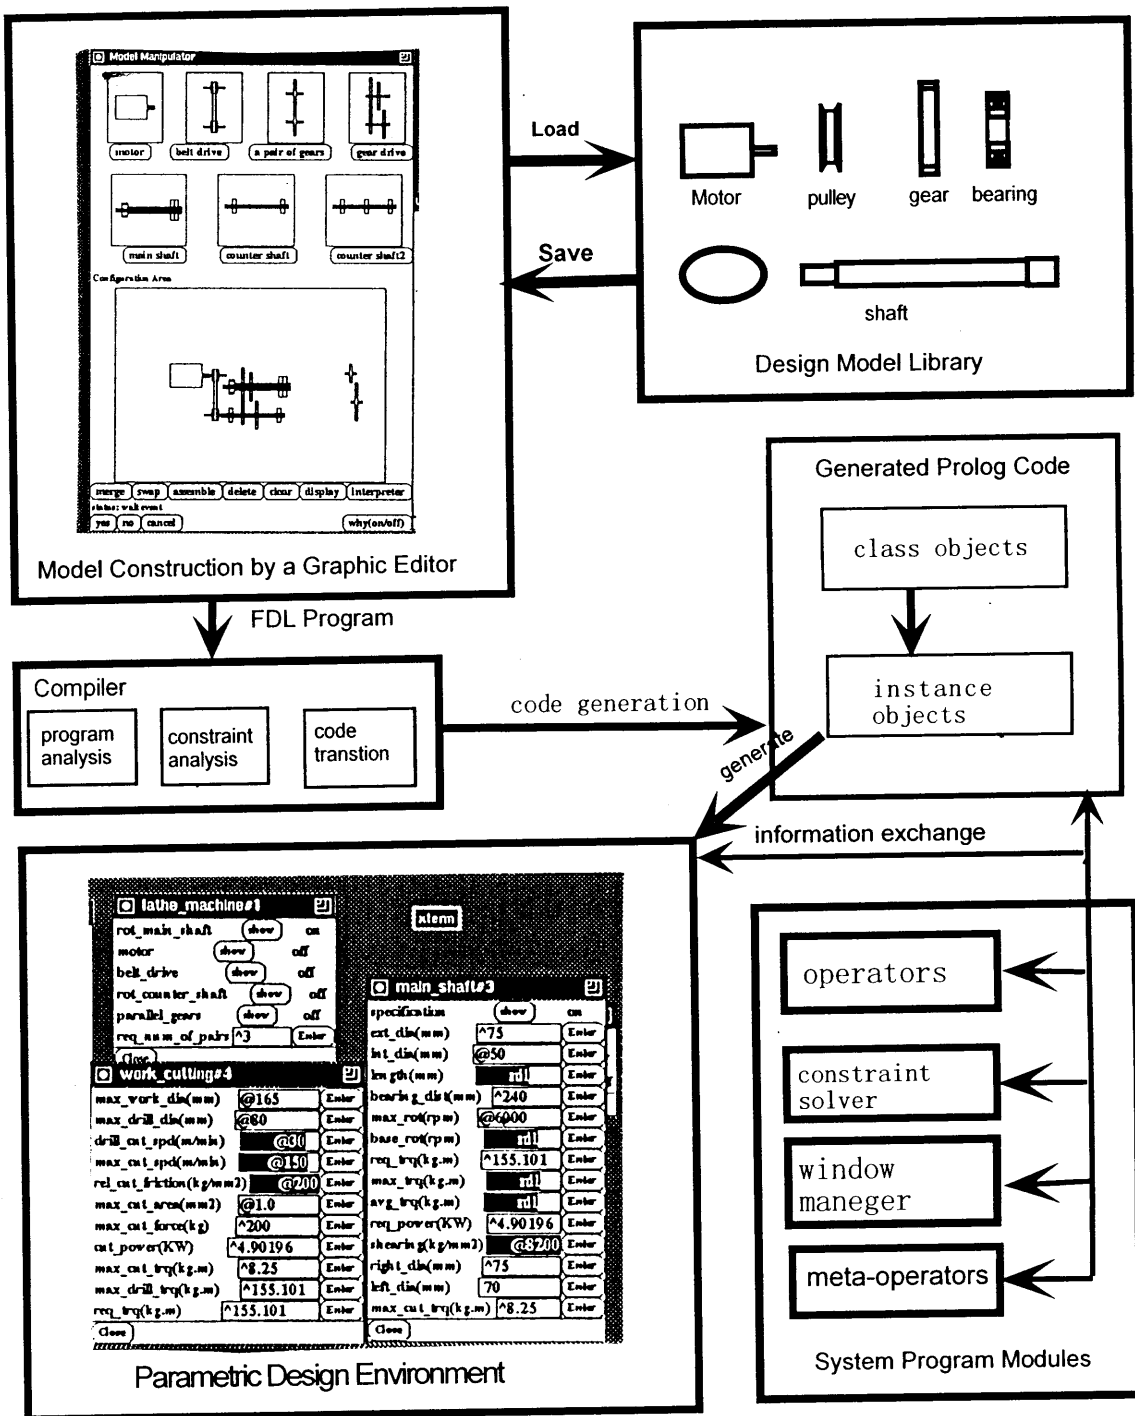 Model Manipulator
motor
belt drive
a pair of gears
gear drive
main shaft
counter shaft
counter shaft2
Configuration Area
merge swap assemble delete clear display interpreter
status: wait event
yes no cancel why(on/off)
Model Construction by a Graphic Editor
Load
Save
Motor
pulley
gear
bearing
shaft
Design Model Library
FDL Program
Compiler
program
analysis
constraint
analysis
code
transtion
code generation
Generated Prolog Code
class objects
instance
objects
generate
information exchange
lathe_machine#1
rot_main_shaft show on
motor show off
belt_drive show off
rot_counter_shaft show off
parallel_gears show off
req_num_of_pairs ^3 Enter
Close
xterm
work_cutting#4
max_work_dia(mm) @165 Enter
max_drill_dia(mm) @80 Enter
drill_cut_spd(m/min) @30 Enter
max_cut_spd(m/min) @150 Enter
rel_cut_friction(kg/mm2) @200 Enter
max_cut_area(mm2) @1.0 Enter
max_cut_force(kg) ^200 Enter
cut_power(KW) ^4.90196 Enter
max_cut_trq(kg.m) ^8.25 Enter
max_drill_trq(kg.m) ^155.101 Enter
req_trq(kg.m) ^155.101 Enter
Close
main_shaft#3
specification show on
ext_dia(mm) ^75 Enter
int_dia(mm) @50 Enter
length(mm) rdl Enter
bearing_dist(mm) ^240 Enter
max_rot(rpm) @6000 Enter
base_rot(rpm) rdl Enter
req_trq(kg.m) ^155.101 Enter
max_trq(kg.m) rdl Enter
avg_trq(kg.m) rdl Enter
req_power(KW) ^4.90196 Enter
shearing(kg/mm2) @8200 Enter
right_dia(mm) ^75 Enter
left_dia(mm) 70 Enter
max_cut_trq(kg.m) ^8.25 Enter
Close
Parametric Design Environment
operators
constraint
solver
window
maneger
meta-operators
System Program Modules